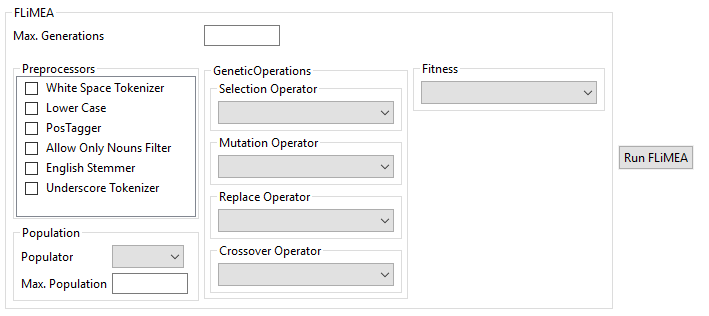 FLiMEA
Max. Generations
Preprocessors
White Space Tokenizer
Lower Case
PosTagger
Allow Only Nouns Filter
English Stemmer
Underscore Tokenizer
Population
Populator
Max. Population
GeneticOperations
Selection Operator
Mutation Operator
Replace Operator
Crossover Operator
Fitness
Run FLiMEA